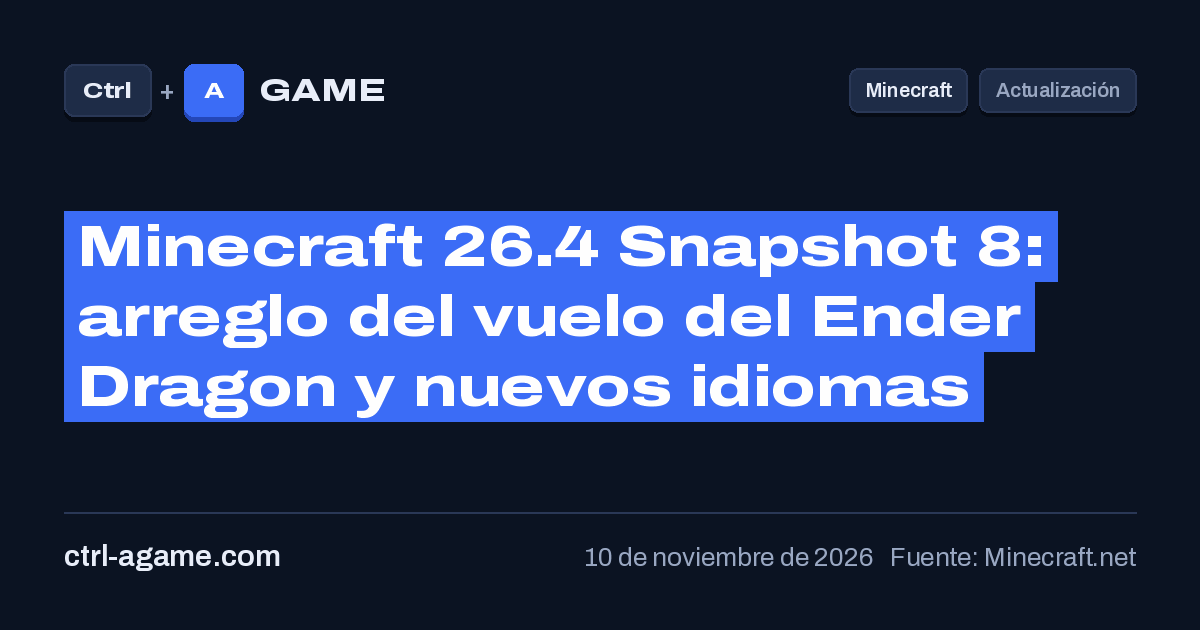 Ctrl + A GAME
Minecraft Actualización
Minecraft 26.4 Snapshot 8:
arreglo del vuelo del Ender
Dragon y nuevos idiomas
ctrl-agame.com
10 de noviembre de 2026 Fuente: Minecraft.net